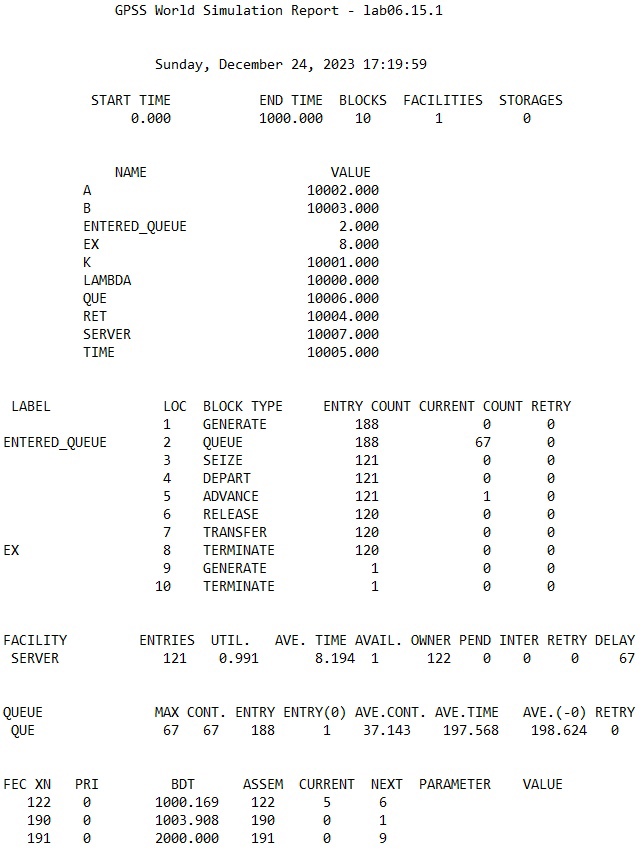 GPSS World Simulation Report - lab06.15.1
Sunday, December 24, 2023 17:19:59
START TIME END TIME BLOCKS FACILITIES STORAGES
0.000 1000.000 10 1 0
NAME VALUE
A 10002.000
B 10003.000
ENTERED_QUEUE 2.000
EX 8.000
K 10001.000
LAMBDA 10000.000
QUE 10006.000
RET 10004.000
SERVER 10007.000
TIME 10005.000
LABEL LOC BLOCK TYPE ENTRY COUNT CURRENT COUNT RETRY
1 GENERATE 188 0 0
ENTERED_QUEUE 2 QUEUE 188 67 0
3 SEIZE 121 0 0
4 DEPART 121 0 0
5 ADVANCE 121 1 0
6 RELEASE 120 0 0
7 TRANSFER 120 0 0
EX 8 TERMINATE 120 0 0
9 GENERATE 1 0 0
10 TERMINATE 1 0 0
FACILITY ENTRIES UTIL. AVE. TIME AVAIL. OWNER PEND INTER RETRY DELAY
SERVER 121 0.991 8.194 1 122 0 0 0 67
QUEUE MAX CONT. ENTRY ENTRY(0) AVE.CONT. AVE.TIME AVE.(-0) RETRY
QUE 67 67 188 1 37.143 197.568 198.624 0
FEC XN PRI BDT ASSEM CURRENT NEXT PARAMETER VALUE
122 0 1000.169 122 5 6
190 0 1003.908 190 0 1
191 0 2000.000 191 0 9